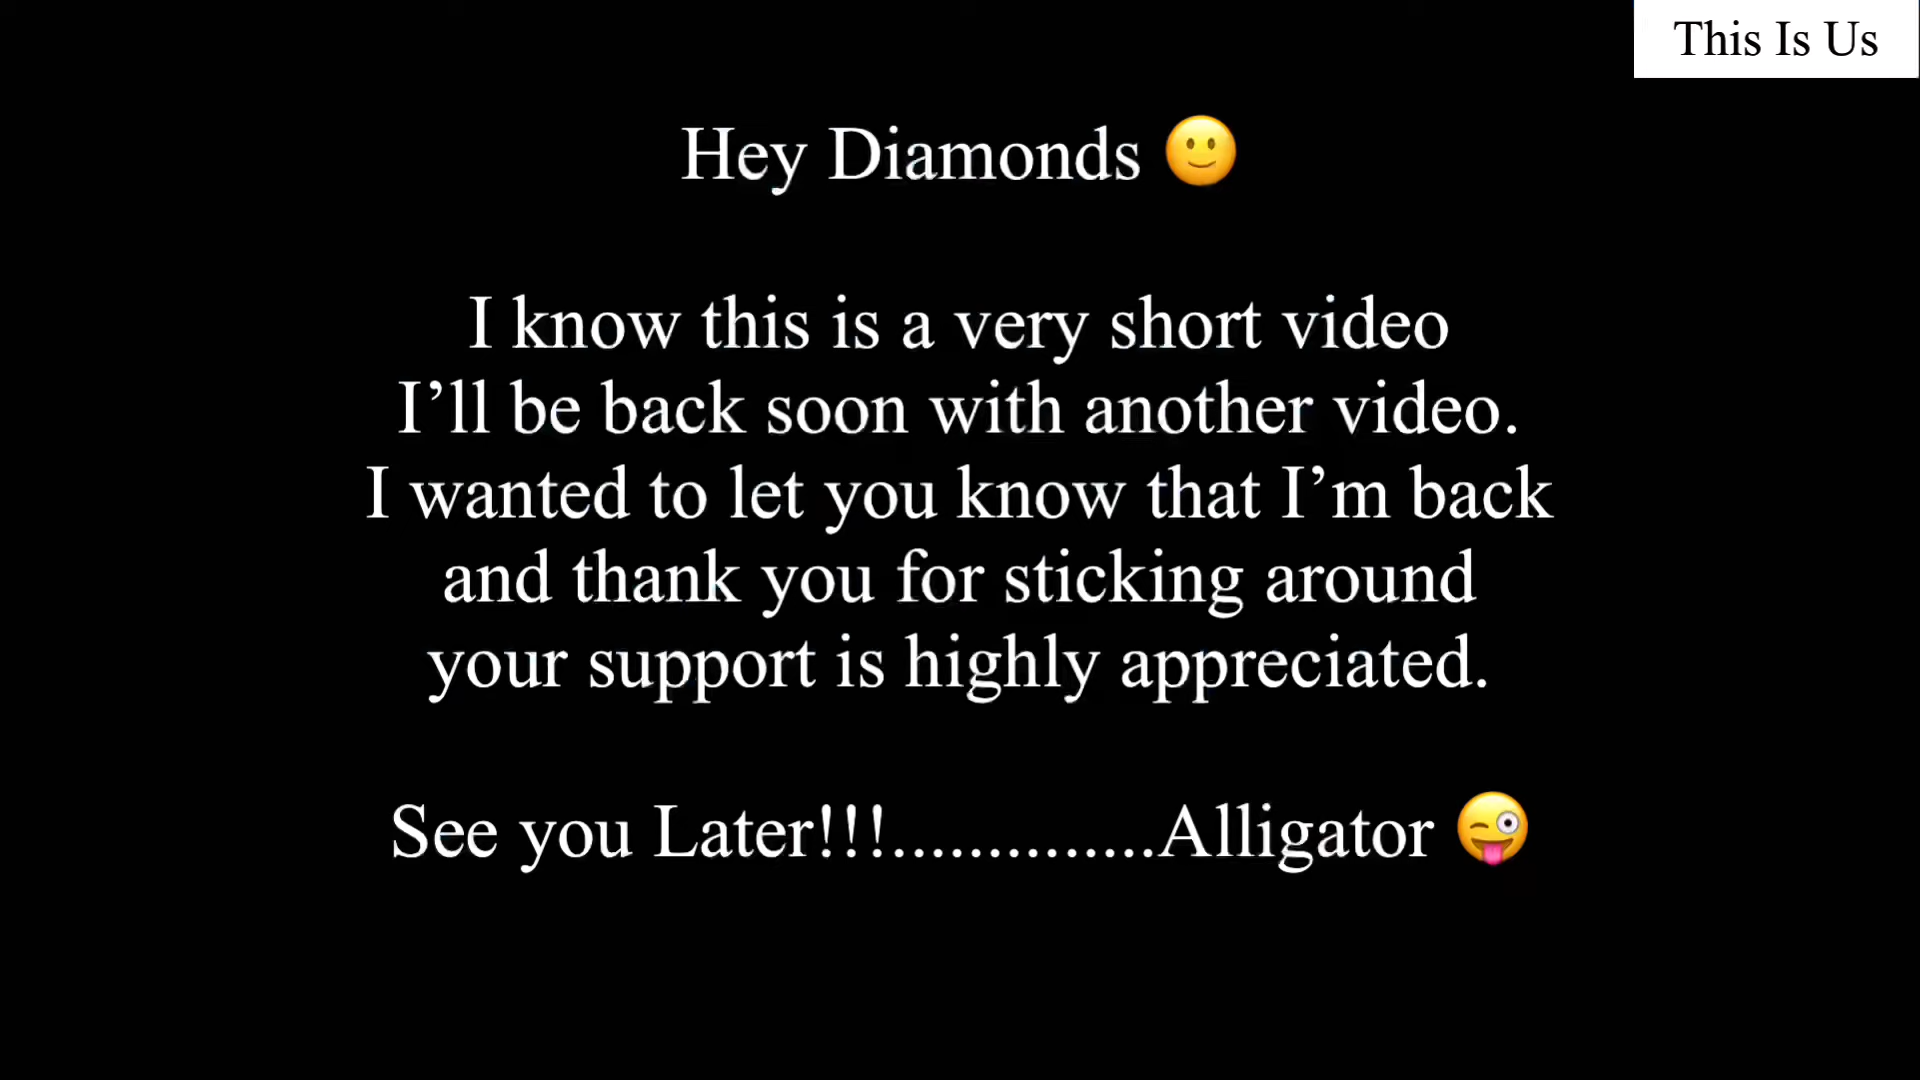 This Is Us
Hey Diamonds 🙂
I know this is a very short video
I’ll be back soon with another video.
I wanted to let you know that I’m back
and thank you for sticking around
your support is highly appreciated.
See you Later!!!..............Alligator 😜